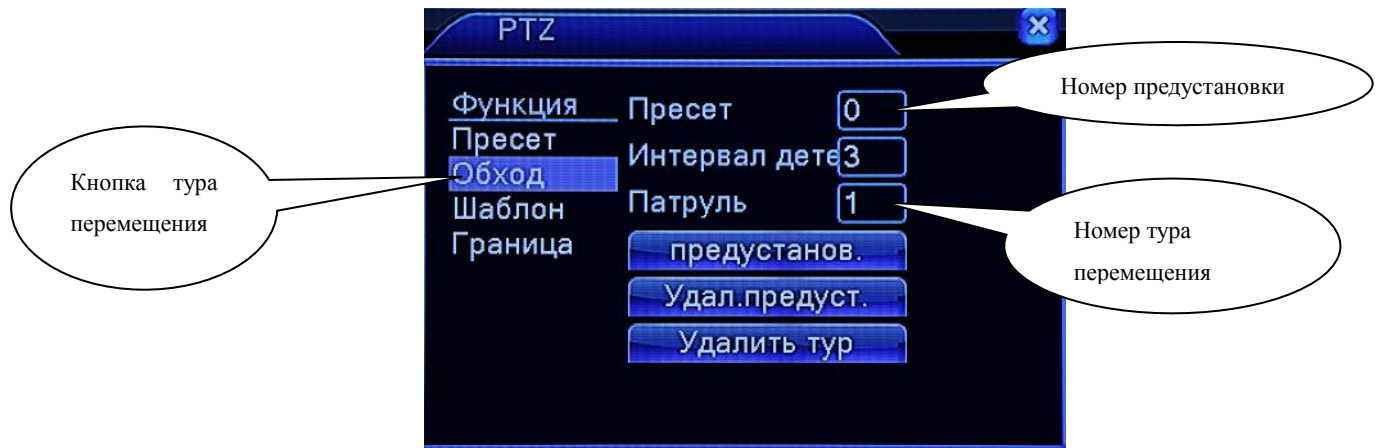 PTZ
Функция
Пресет
Обход
Шаблон
Граница
Пресет 0
Интервал дете 3
Патруль 1
предустанов.
Удал.предуст.
Удалить тур
Кнопка тура
перемещения
Номер предустановки
Номер тура
перемещения